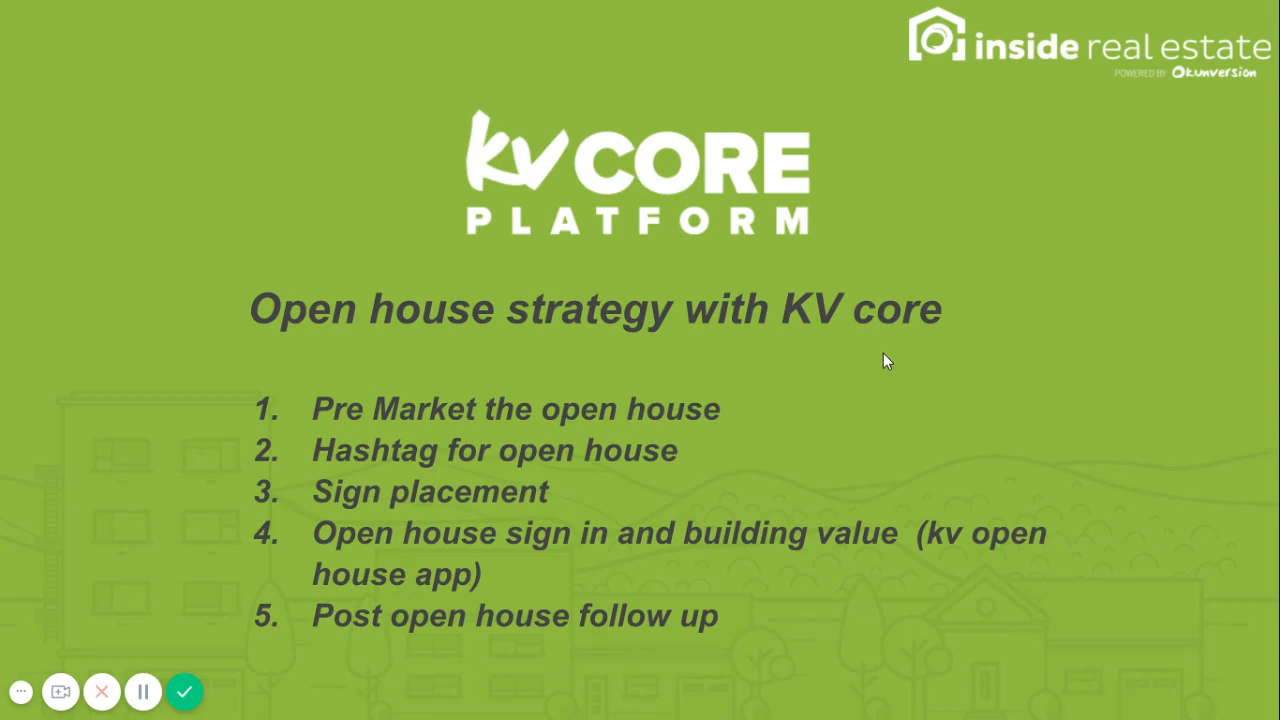 inside real estate
POWERED BY kunversion
kv CORE
PLATFORM
Open house strategy with KV core
1. Pre Market the open house
2. Hashtag for open house
3. Sign placement
4. Open house sign in and building value (kv open
house app)
5. Post open house follow up